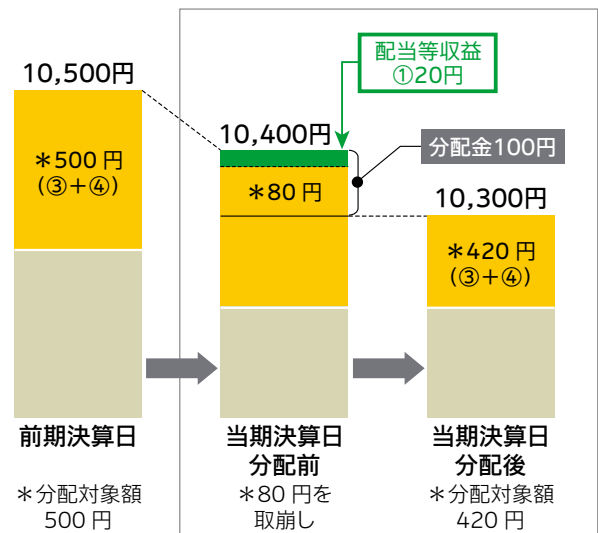 配当等収益
①20円
10,500円
10,400円
分配金100円
＊500 円
(③＋④)
＊80 円
10,300円
＊420 円
(③＋④)
前期決算日
＊分配対象額
500 円
当期決算日
分配前
＊80 円を
取崩し
当期決算日
分配後
＊分配対象額
420 円